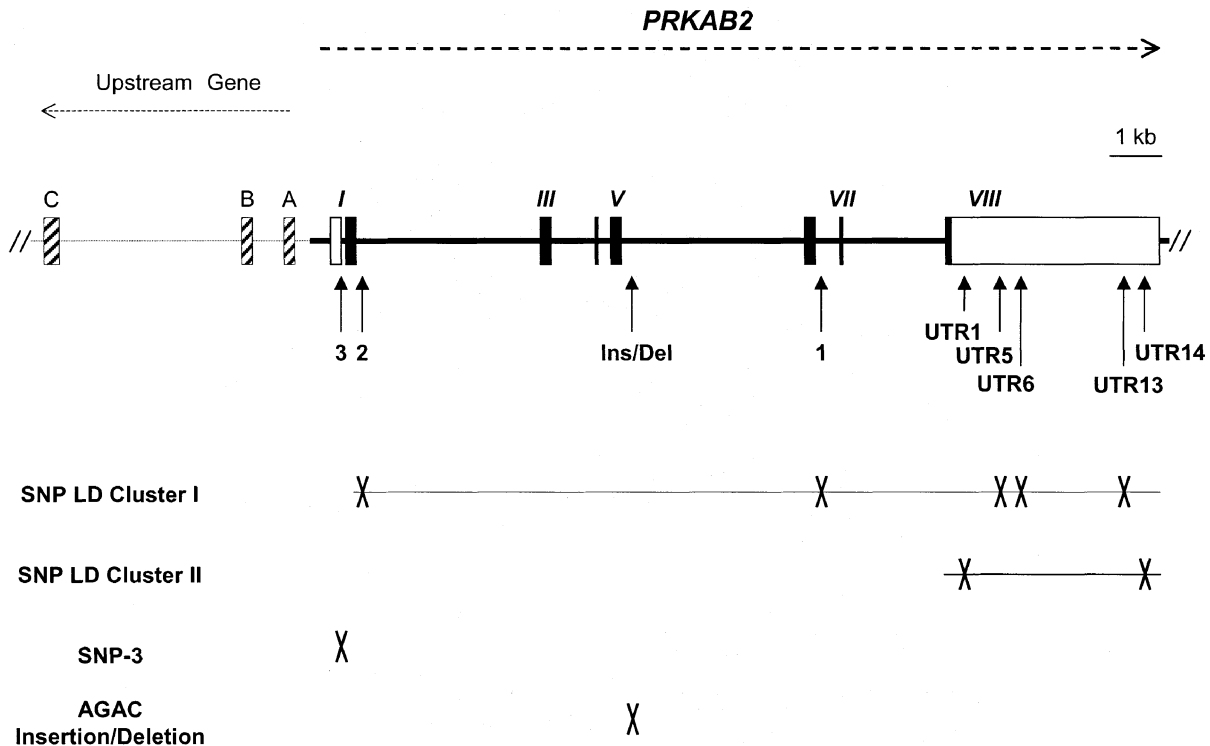 PRKAB2
Upstream Gene
1 kb
C B A I III V VII VIII
// //
3 2 Ins/Del 1 UTR1 UTR5 UTR6 UTR13 UTR14
SNP LD Cluster I X X X X X
SNP LD Cluster II X X
SNP-3 X
AGAC
Insertion/Deletion X